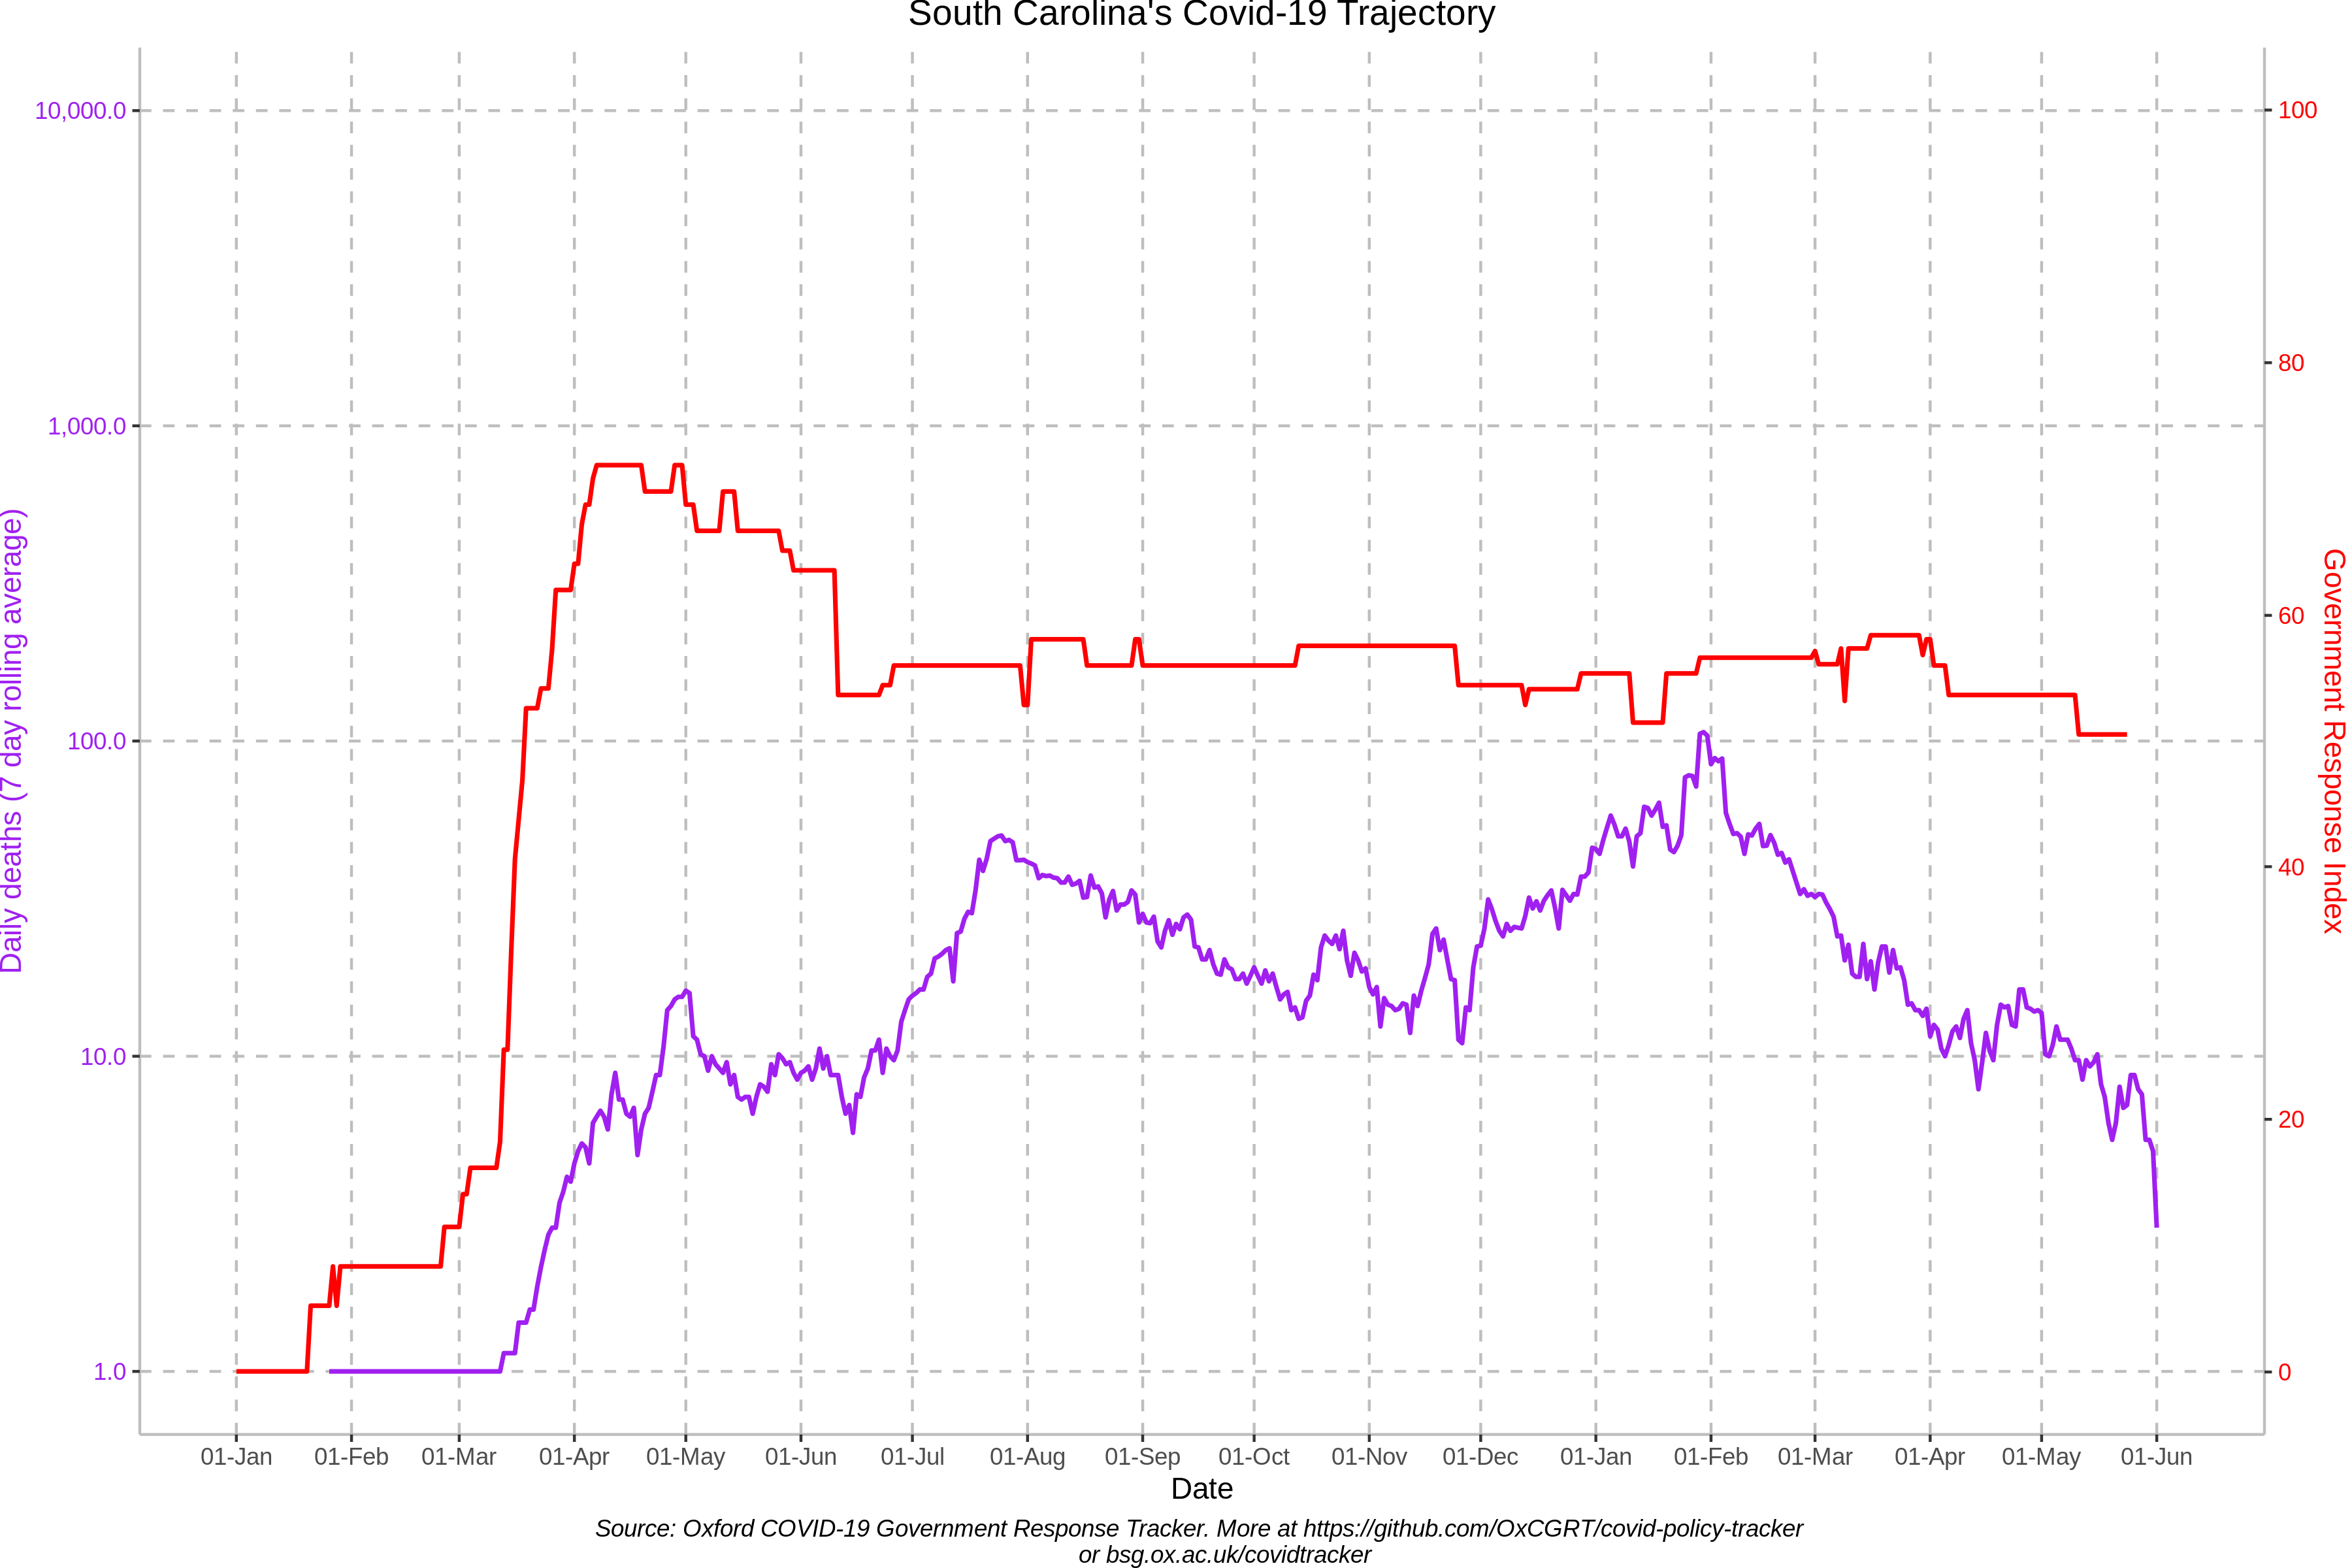 South Carolina's Covid-19 Trajectory
10,000.0
1,000.0
100.0
10.0
1.0
Daily deaths (7 day rolling average)
100
80
60
40
20
0
Government Response Index
01-Jan 01-Feb 01-Mar 01-Apr 01-May 01-Jun 01-Jul 01-Aug 01-Sep 01-Oct 01-Nov 01-Dec 01-Jan 01-Feb 01-Mar 01-Apr 01-May 01-Jun
Date
Source: Oxford COVID-19 Government Response Tracker. More at https://github.com/OxCGRT/covid-policy-tracker
or bsg.ox.ac.uk/covidtracker